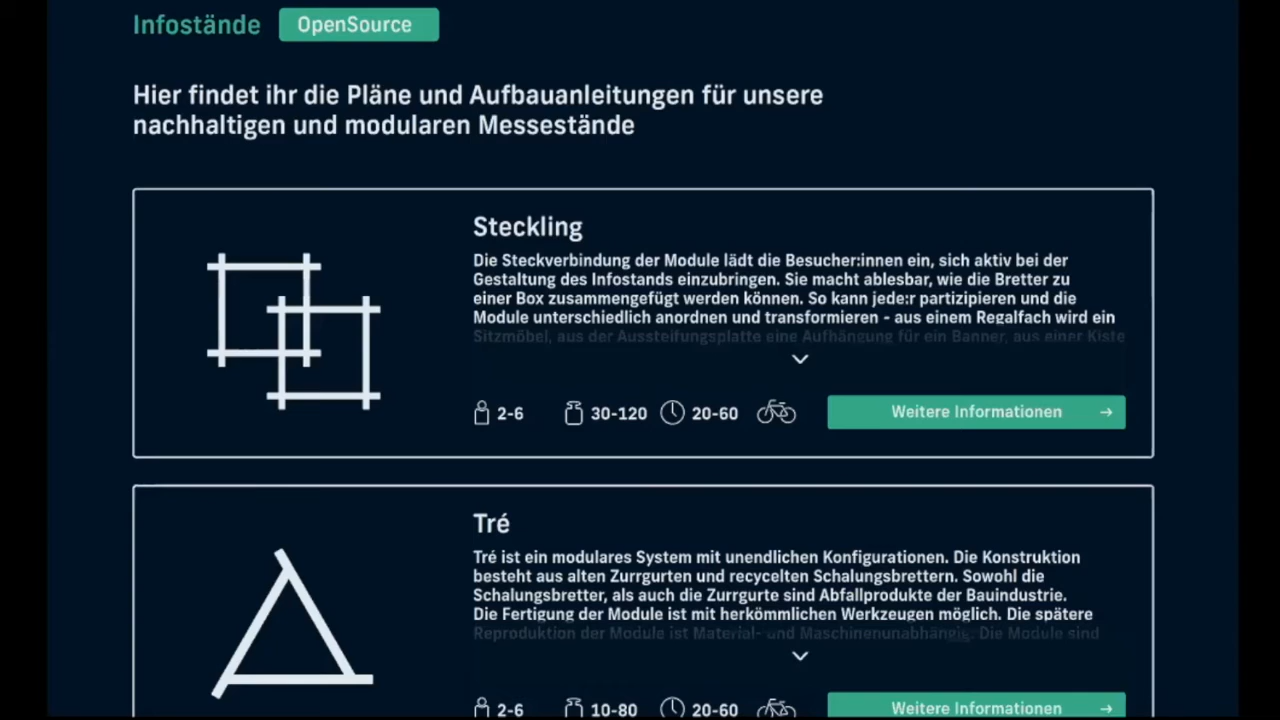 Infostände OpenSource
Hier findet ihr die Pläne und Aufbauanleitungen für unsere
nachhaltigen und modularen Messestände
Steckling
Die Steckverbindung der Module lädt die Besucher:innen ein, sich aktiv bei der
Gestaltung des Infostands einzubringen. Sie macht ablesbar, wie die Bretter zu
einer Box zusammengefügt werden können. So kann jede:r partizipieren und die
Module unterschiedlich anordnen und transformieren - aus einem Regalfach wird ein
Sitzmöbel, aus der Aussteifungsplatte eine Aufhängung für ein Banner, aus einer Kiste
2-6 30-120 20-60 Weitere Informationen →
Tré
Tré ist ein modulares System mit unendlichen Konfigurationen. Die Konstruktion
besteht aus alten Zurrgurten und recycelten Schalungsbrettern. Sowohl die
Schalungsbretter, als auch die Zurrgurte sind Abfallprodukte der Bauindustrie.
Die Fertigung der Module ist mit herkömmlichen Werkzeugen möglich. Die spätere
Reproduktion der Module ist Material- und Maschinenunabhängig. Die Module sind
2-6 10-80 20-60 Weitere Informationen →